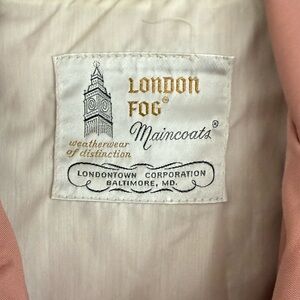 LONDON
FOG®
Maincoats®
weatherwear
of distinction
LONDONTOWN CORPORATION
BALTIMORE, MD.